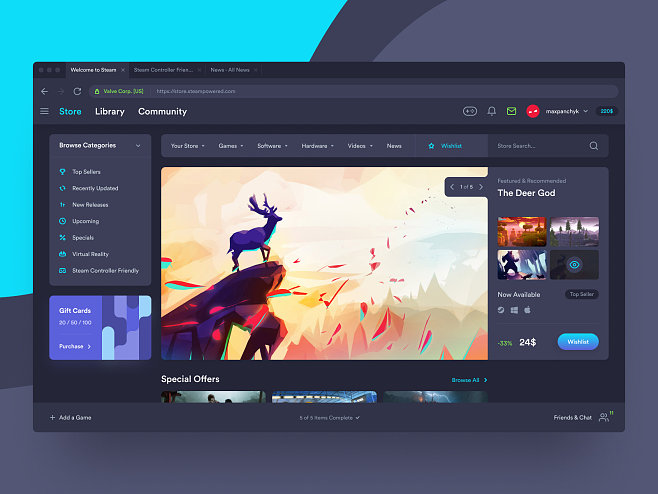 Welcome to Steam
Steam Controller Frien...
News - All News
Valve Corp. [US]
https://store.steampowered.com
Store
Library
Community
maxpanchyk
220$
Browse Categories
Top Sellers
Recently Updated
New Releases
Upcoming
Specials
Virtual Reality
Steam Controller Friendly
Gift Cards
20 / 50 / 100
Purchase
Your Store
Games
Software
Hardware
Videos
News
Wishlist
Store Search...
1 of 5
Featured & Recommended
The Deer God
Now Available
Top Seller
-33%
24$
Wishlist
Special Offers
Browse All
Add a Game
5 of 5 Items Complete
Friends & Chat
11